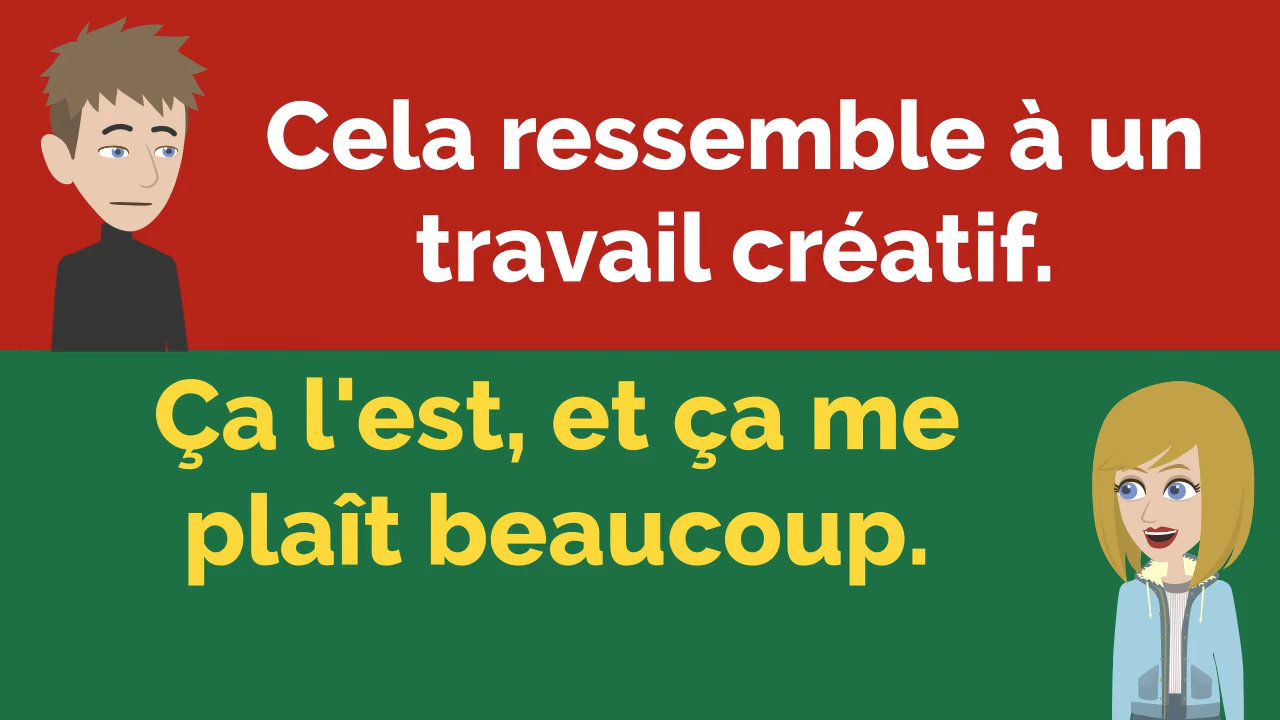 Cela ressemble à un
travail créatif.
Ça l'est, et ça me
plaît beaucoup.